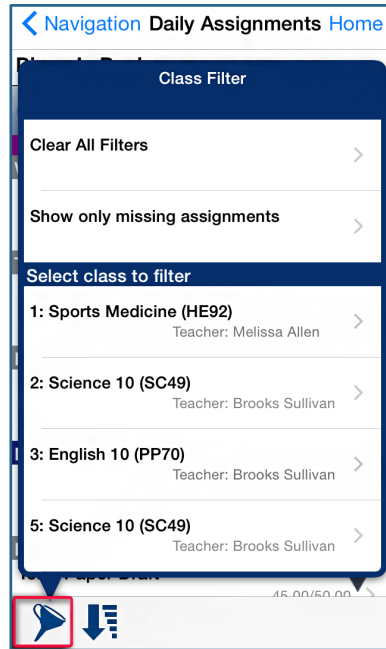 Navigation Daily Assignments Home
Class Filter
Clear All Filters
Show only missing assignments
Select class to filter
1: Sports Medicine (HE92)
Teacher: Melissa Allen
2: Science 10 (SC49)
Teacher: Brooks Sullivan
3: English 10 (PP70)
Teacher: Brooks Sullivan
5: Science 10 (SC49)
Teacher: Brooks Sullivan
45.00/50.00